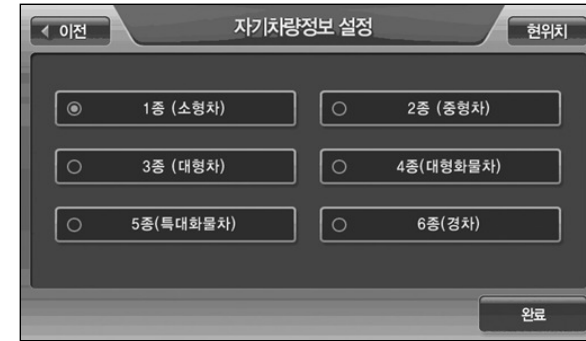 이전
자기차량정보 설정
현위치
1종 (소형차)
2종 (중형차)
3종 (대형차)
4종(대형화물차)
5종(특대화물차)
6종(경차)
완료